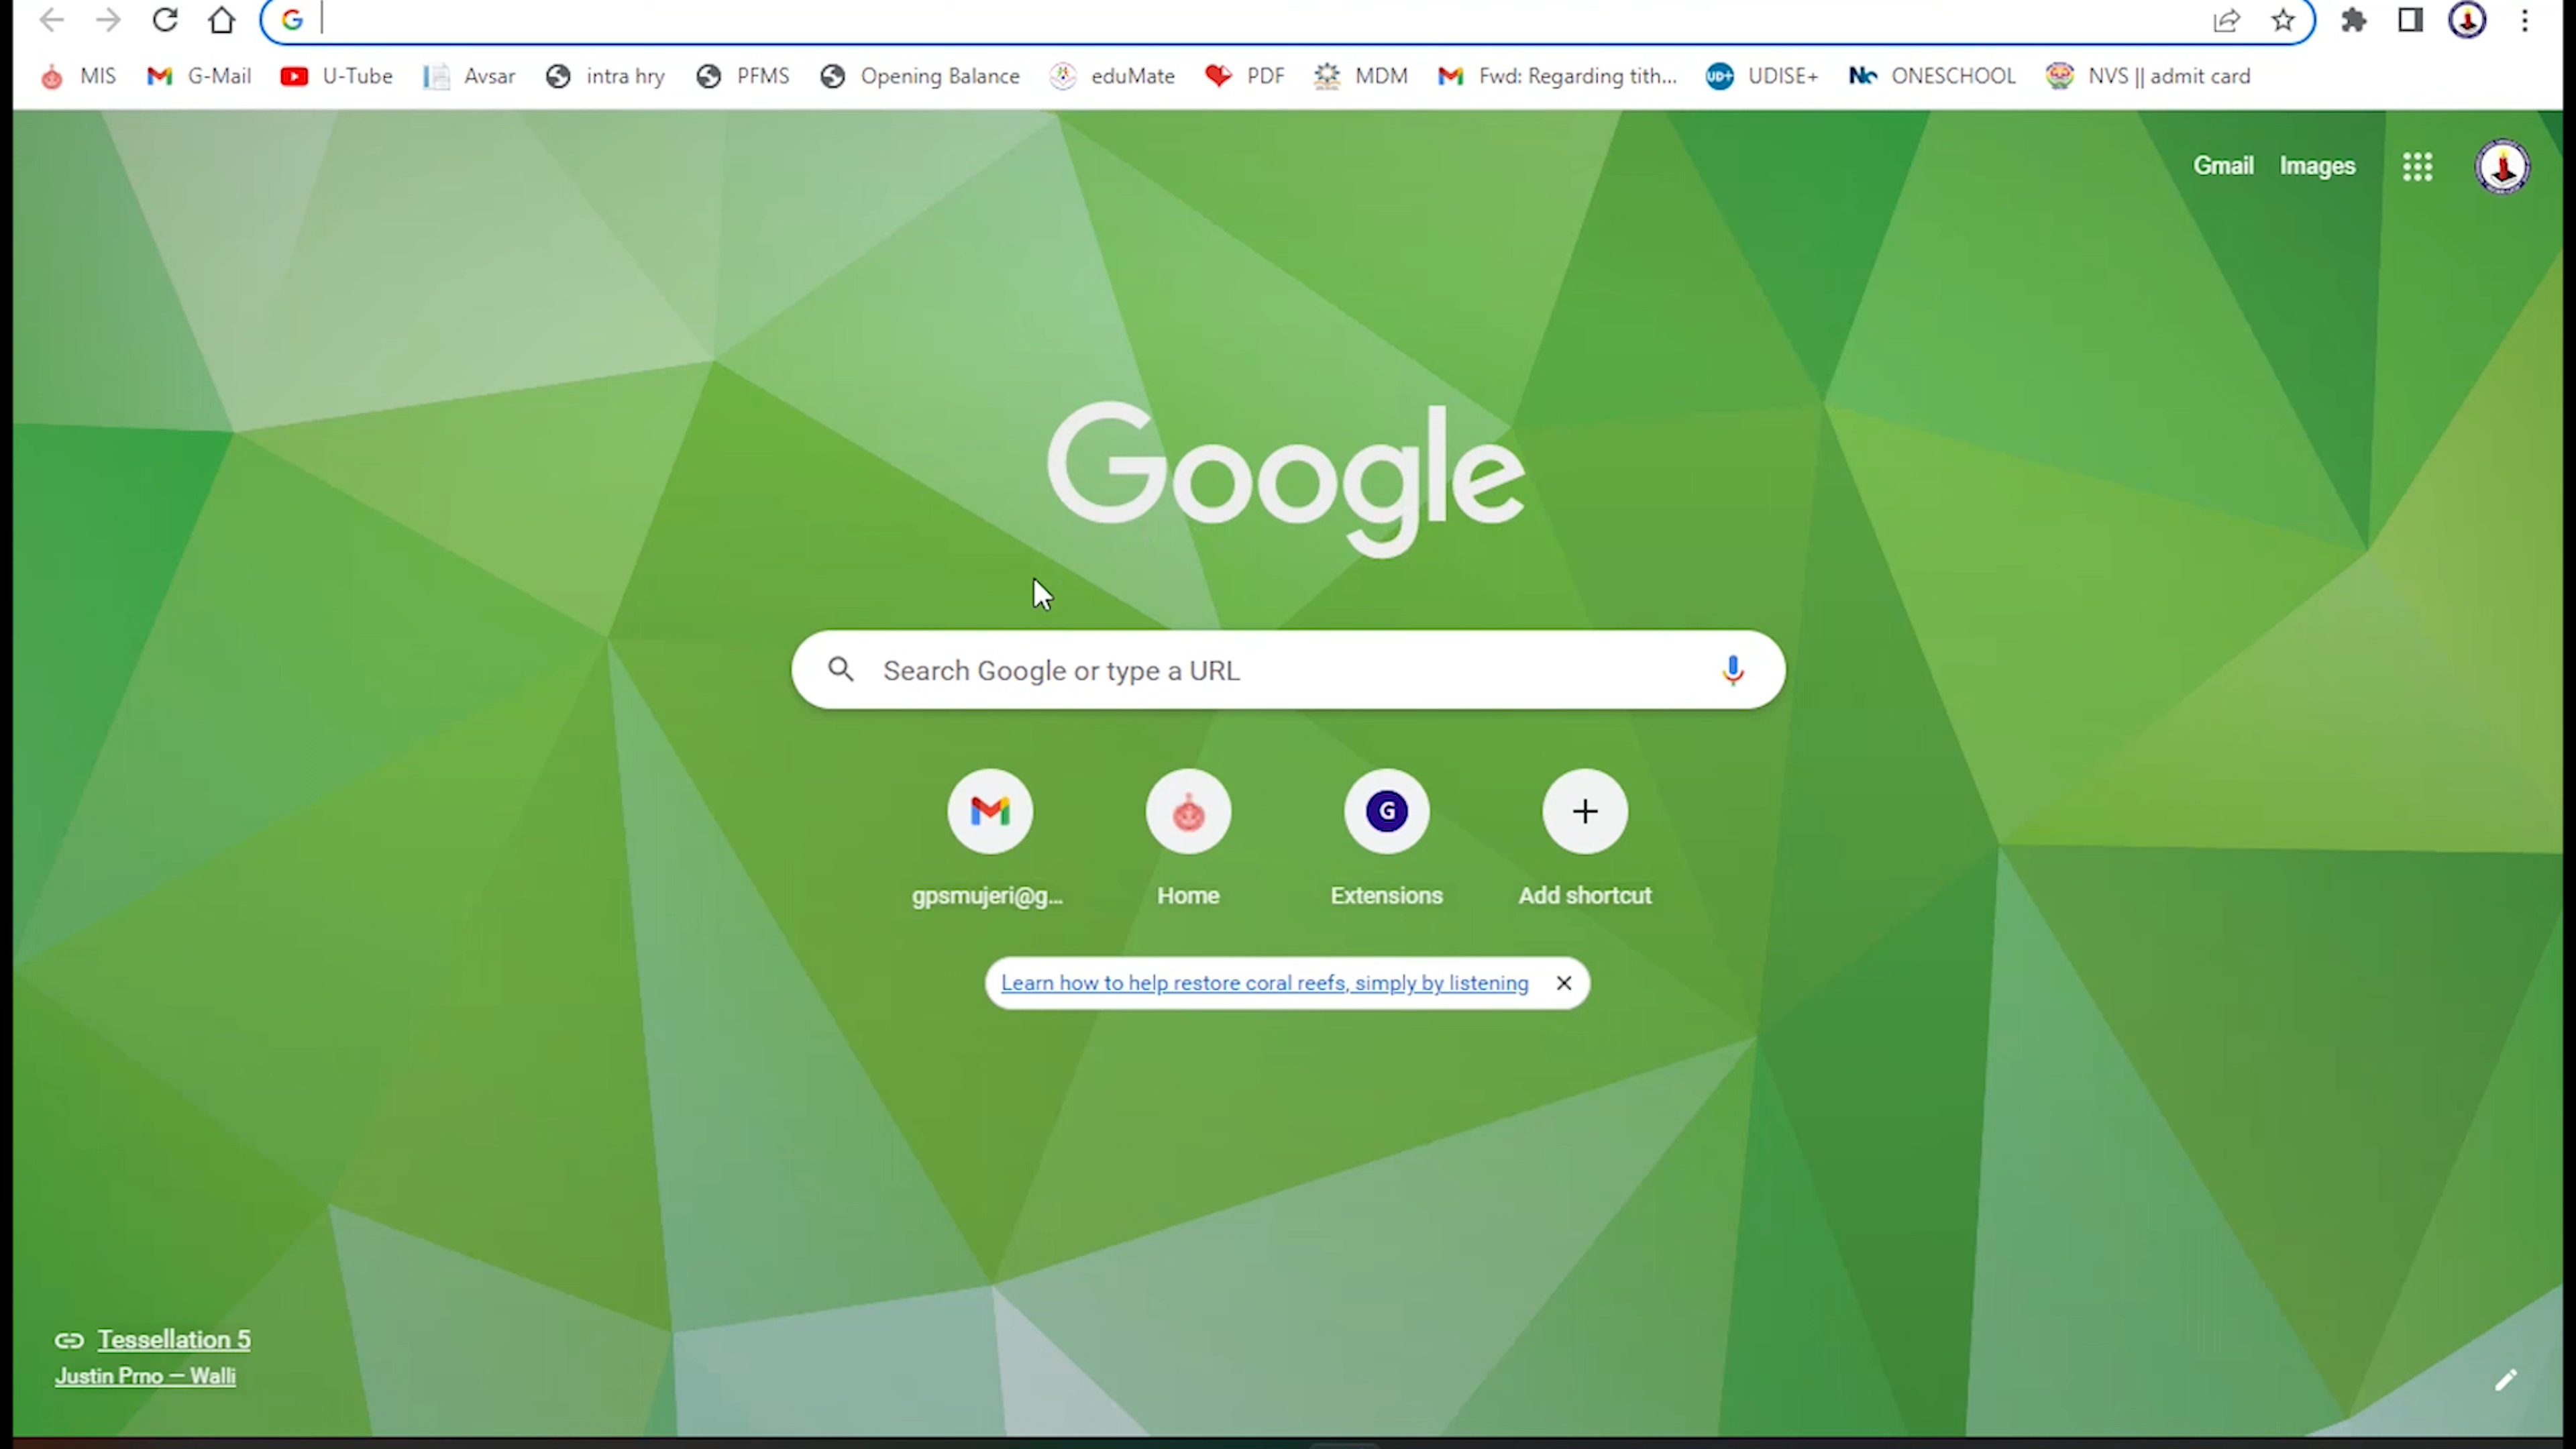 MIS G-Mail U-Tube Avsar intra hry PFMS Opening Balance eduMate PDF MDM Fwd: Regarding tith... UDISE+ ONESCHOOL NVS || admit card
Gmail Images
Google
Search Google or type a URL
gpsmujeri@g... Home Extensions Add shortcut
Learn how to help restore coral reefs, simply by listening
Tessellation 5
Justin Prno — Walli